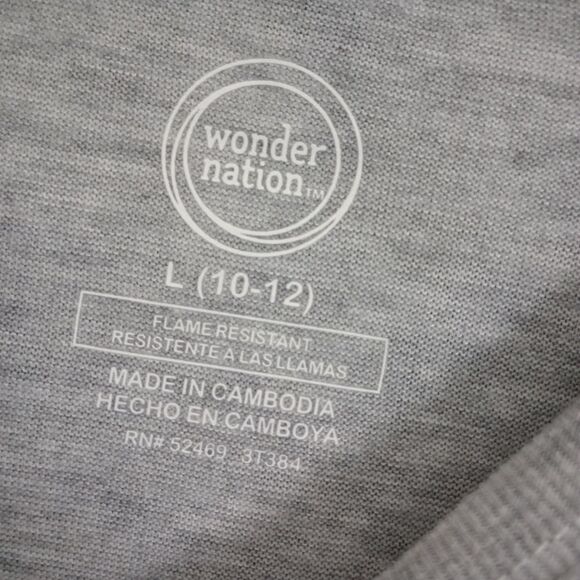 wonder
nation™
L (10-12)
FLAME RESISTANT
RESISTENTE A LAS LLAMAS
MADE IN CAMBODIA
HECHO EN CAMBOYA
RN# 52469 3T384